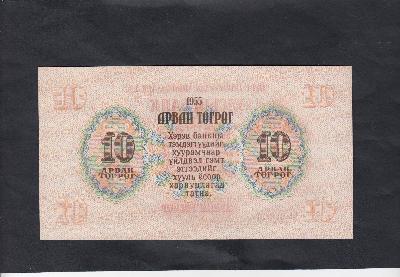 1955
АРВАН ТӨГРӨГ
Хэрэв банкны
тэмдэгтүүдийг
хуурамчаар
үйлдвэл гэмт
этгээдийг
хууль ёсоор
хариуцлагад
татна.
10
АРВАН
ТӨГРӨГ
10
АРВАН
ТӨГРӨГ